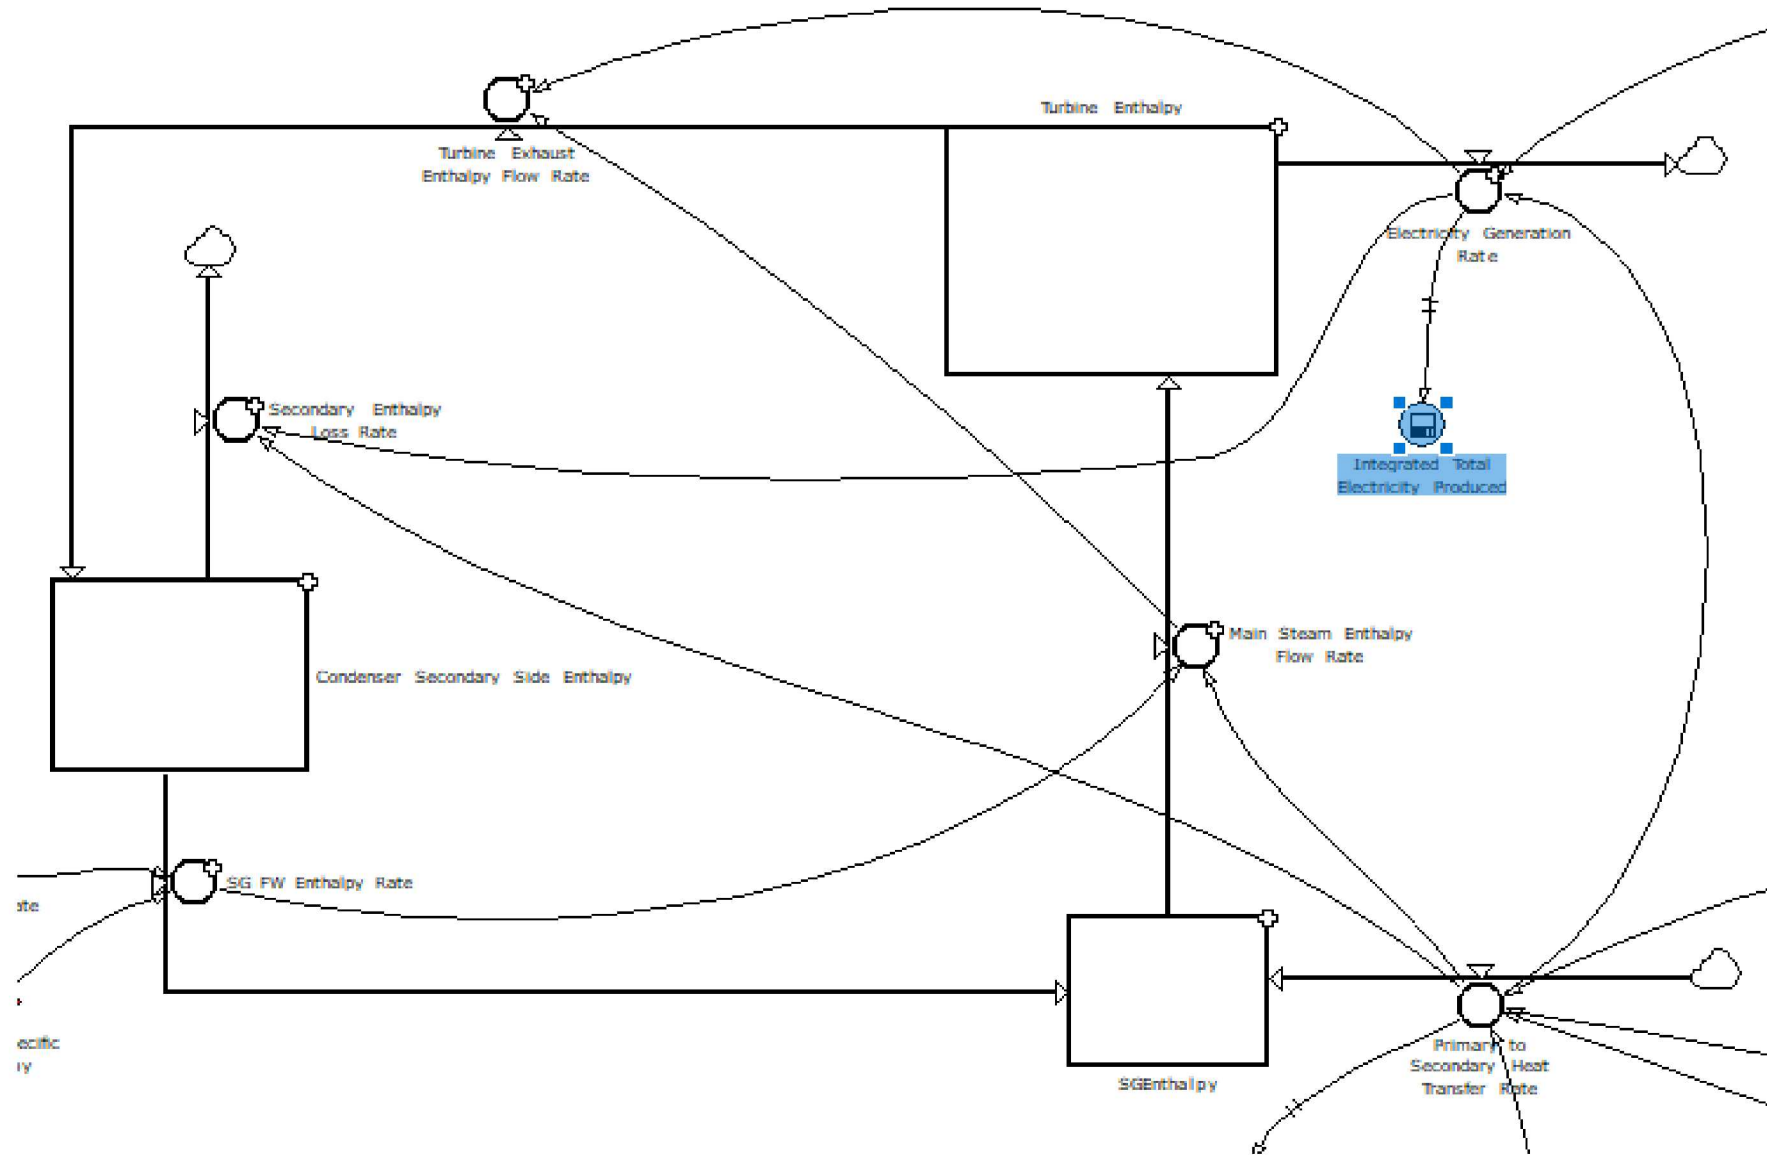 Turbine Enthalpy
Turbine Exhaust
Enthalpy Flow Rate
Electricity Generation
Rate
Secondary Enthalpy
Loss Rate
Integrated Total
Electricity Produced
Main Steam Enthalpy
Flow Rate
Condenser Secondary Side Enthalpy
SG FW Enthalpy Rate
ate
ecific
Primary to
Secondary Heat
Transfer Rate
SGEnthalpy